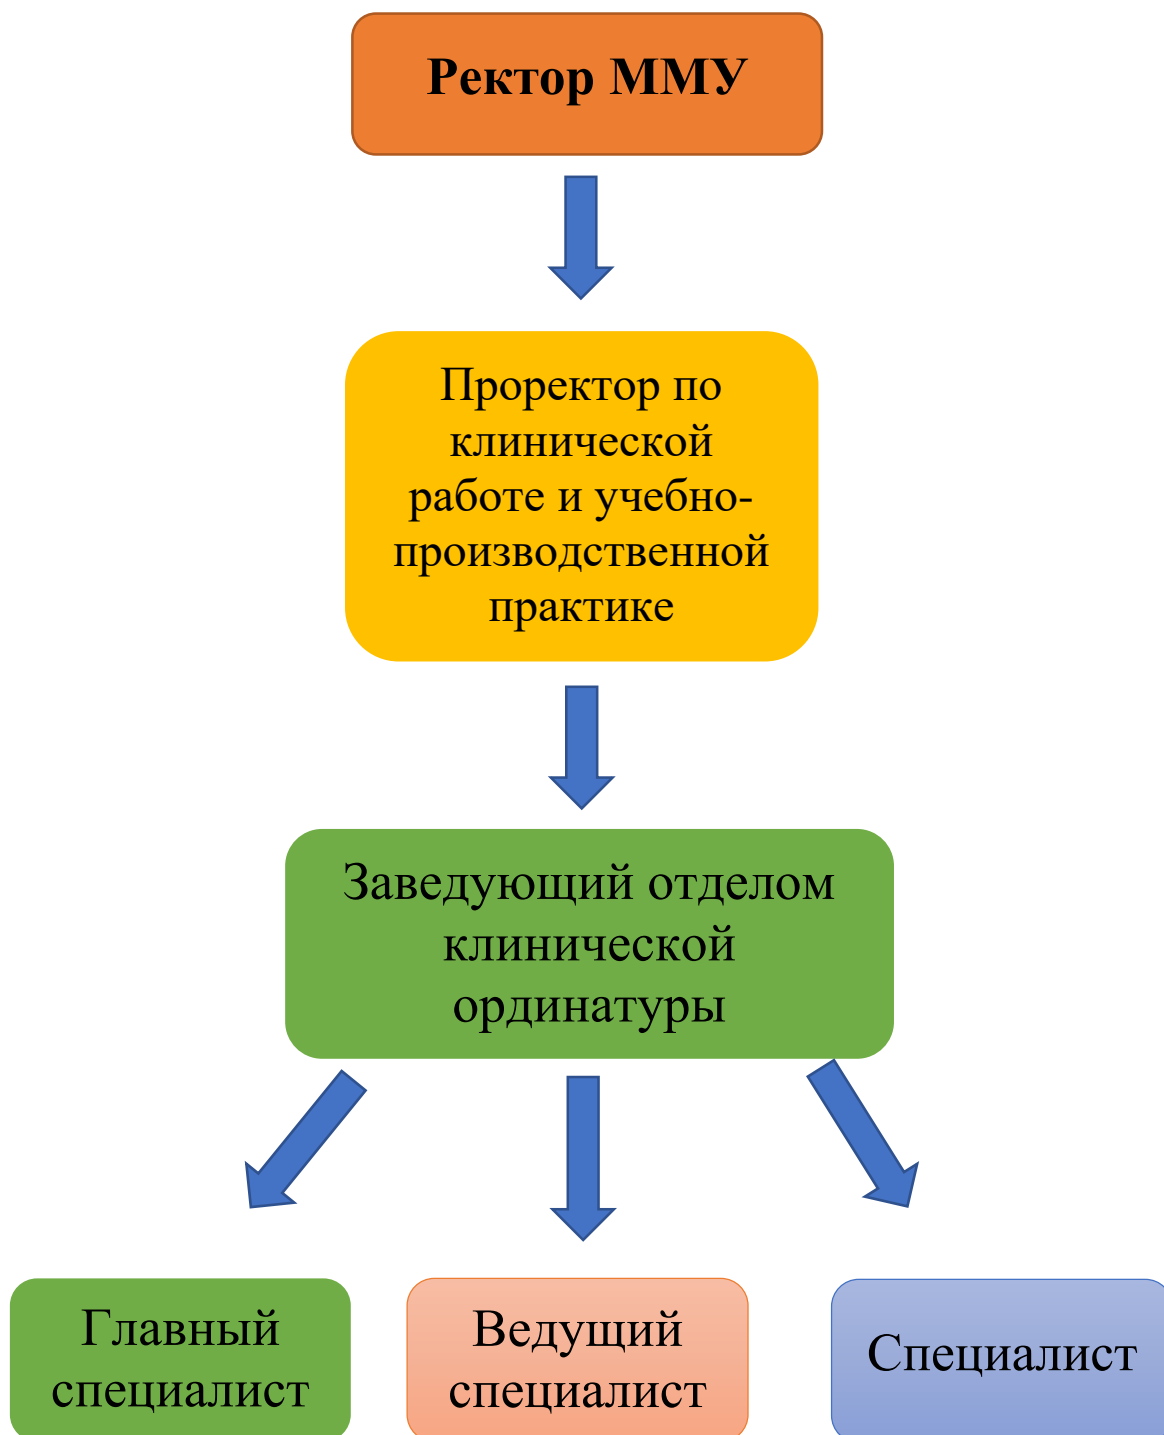 Ректор ММУ
Проректор по
клинической
работе и учебно-
производственной
практике
Заведующий отделом
клинической
ординатуры
Главный
специалист
Ведущий
специалист
Специалист